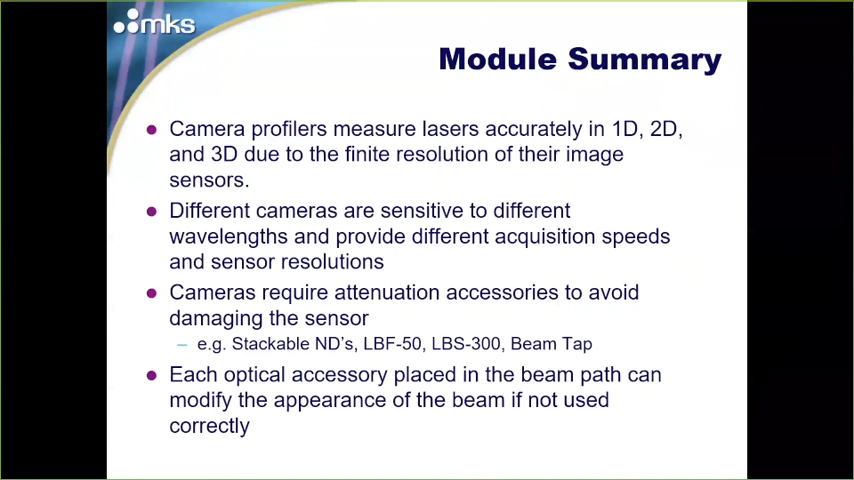 mks
Module Summary
● Camera profilers measure lasers accurately in 1D, 2D,
and 3D due to the finite resolution of their image
sensors.
● Different cameras are sensitive to different
wavelengths and provide different acquisition speeds
and sensor resolutions
● Cameras require attenuation accessories to avoid
damaging the sensor
– e.g. Stackable ND's, LBF-50, LBS-300, Beam Tap
● Each optical accessory placed in the beam path can
modify the appearance of the beam if not used
correctly